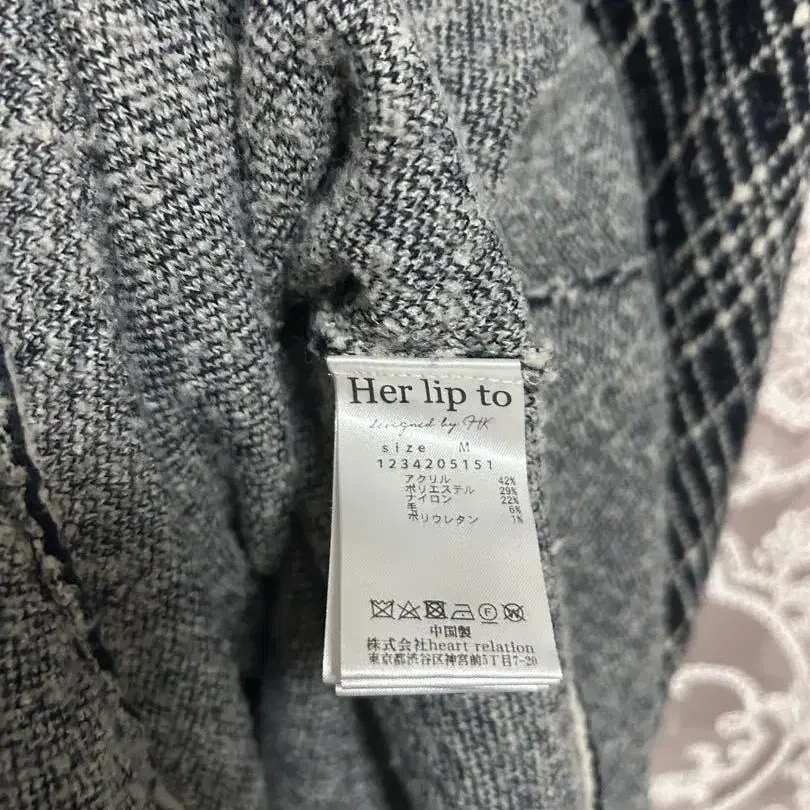 Her lip to
designed by HK
size M
1234205151
アクリル 42%
ポリエステル 29%
ナイロン 22%
毛 6%
ポリウレタン 1%
中国製
株式会社heart relation
東京都渋谷区神宮前5丁目7-20